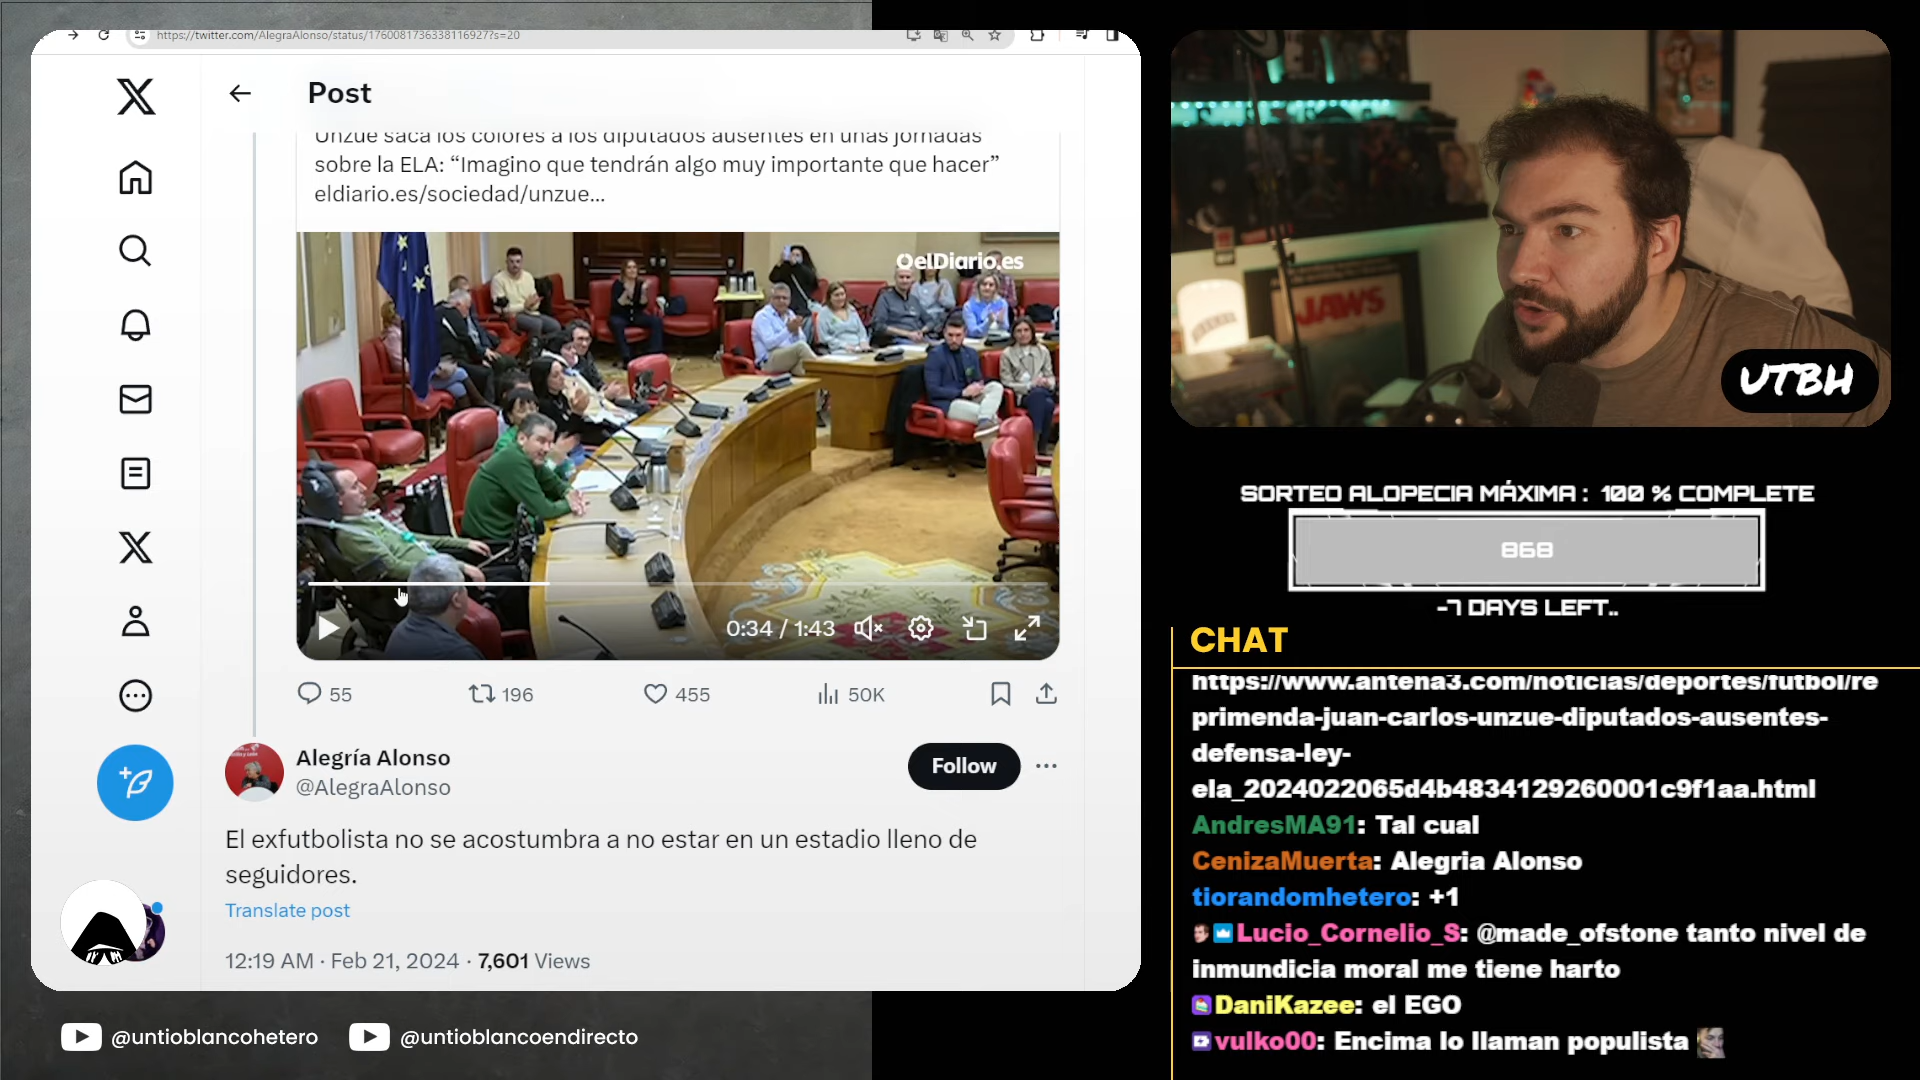 https://twitter.com/AlegraAlonso/status/1760081736338116927?s=20
Post
Unzué saca los colores a los diputados ausentes en unas jornadas
sobre la ELA: “Imagino que tendrán algo muy importante que hacer”
eldiario.es/sociedad/unzue...
elDiario.es
0:34 / 1:43
55
196
455
50K
Alegría Alonso
@AlegraAlonso
Follow
El exfutbolista no se acostumbra a no estar en un estadio lleno de
seguidores.
Translate post
12:19 AM · Feb 21, 2024 · 7,601 Views
@untioblancohetero
@untioblancoendirecto
JAWS
UTBH
SORTEO ALOPECIA MÁXIMA : 100 % COMPLETE
868
-7 DAYS LEFT..
CHAT
https://www.antena3.com/noticias/deportes/futbol/re
primenda-juan-carlos-unzue-diputados-ausentes-
defensa-ley-
ela_2024022065d4b4834129260001c9f1aa.html
AndresMA91: Tal cual
CenizaMuerta: Alegria Alonso
tiorandomhetero: +1
Lucio_Cornelio_S: @made_ofstone tanto nivel de
inmundicia moral me tiene harto
DaniKazee: el EGO
vulko00: Encima lo llaman populista